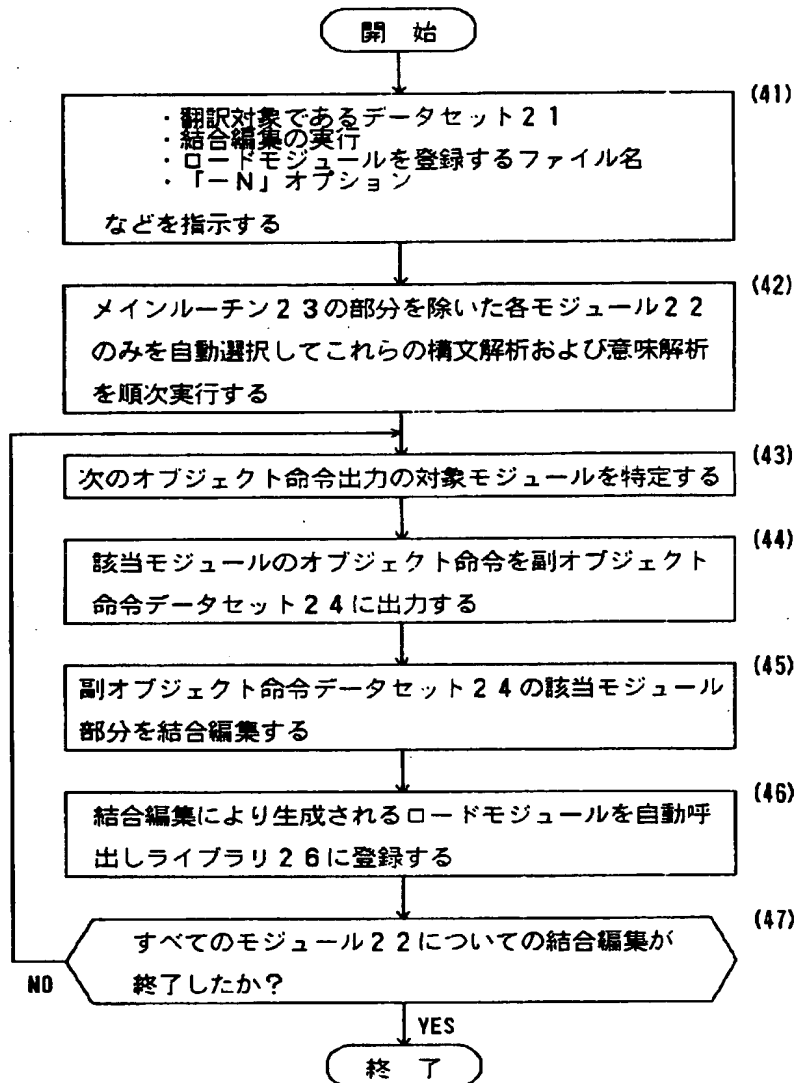 開 始
(41)
・翻訳対象であるデータセット２１
・結合編集の実行
・ロードモジュールを登録するファイル名
・「－Ｎ」オプション
などを指示する
(42)
メインルーチン２３の部分を除いた各モジュール２２
のみを自動選択してこれらの構文解析および意味解析
を順次実行する
(43)
次のオブジェクト命令出力の対象モジュールを特定する
(44)
該当モジュールのオブジェクト命令を副オブジェクト
命令データセット２４に出力する
(45)
副オブジェクト命令データセット２４の該当モジュール
部分を結合編集する
(46)
結合編集により生成されるロードモジュールを自動呼
出しライブラリ２６に登録する
(47)
すべてのモジュール２２についての結合編集が
終了したか？
NO
YES
終 了